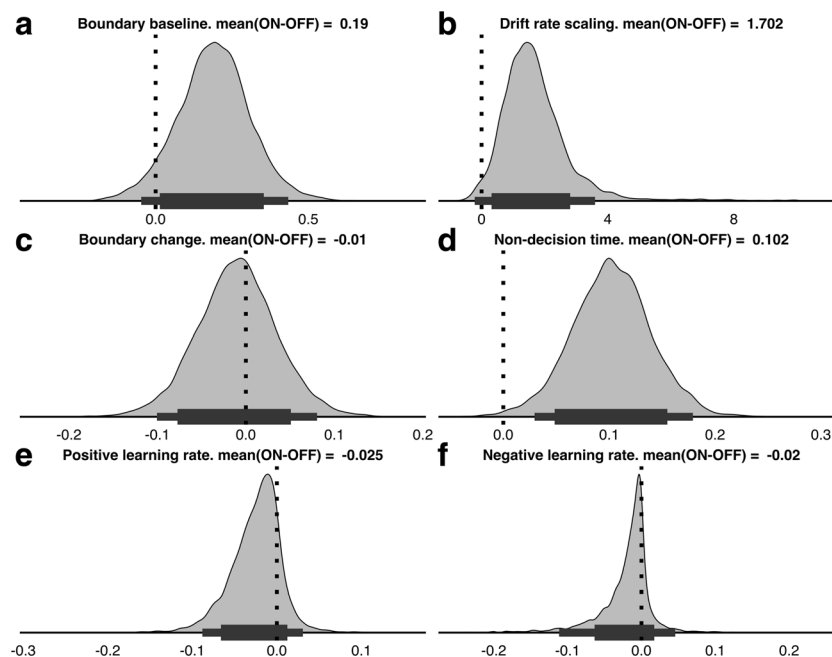 a Boundary baseline. mean(ON-OFF) = 0.19
b Drift rate scaling. mean(ON-OFF) = 1.702
0.0 0.5
0 4 8
c Boundary change. mean(ON-OFF) = -0.01
d Non-decision time. mean(ON-OFF) = 0.102
-0.2 -0.1 0.0 0.1 0.2
0.0 0.1 0.2 0.3
e Positive learning rate. mean(ON-OFF) = -0.025
f Negative learning rate. mean(ON-OFF) = -0.02
-0.3 -0.2 -0.1 0.0 0.1
-0.2 -0.1 0.0 0.1 0.2